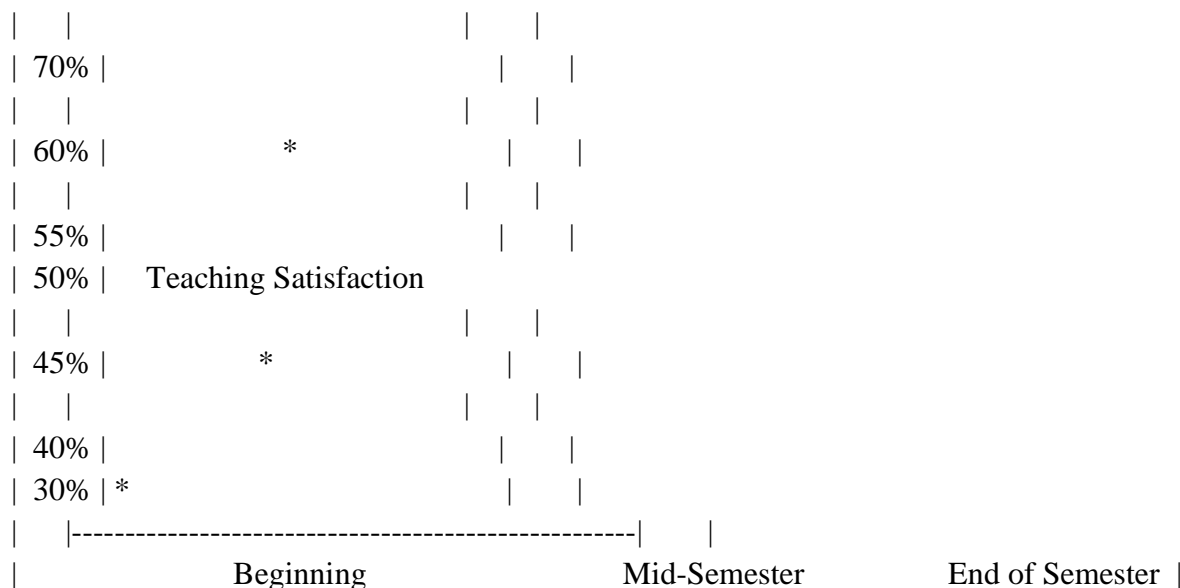 |      |                                                |        |
| 70% |                                                |        |
|      |                                                |        |
| 60% |                      *                          |        |
|      |                                                |        |
| 55% |                                                |        |
| 50% |     Teaching Satisfaction
|      |                                                |        |
| 45% |                   *                             |        |
|      |                                                |        |
| 40% |                                                |        |
| 30% | *                                               |        |
|      |-----------------------------------------------------|        |
|                          Beginning                               Mid-Semester                  End of Semester  |